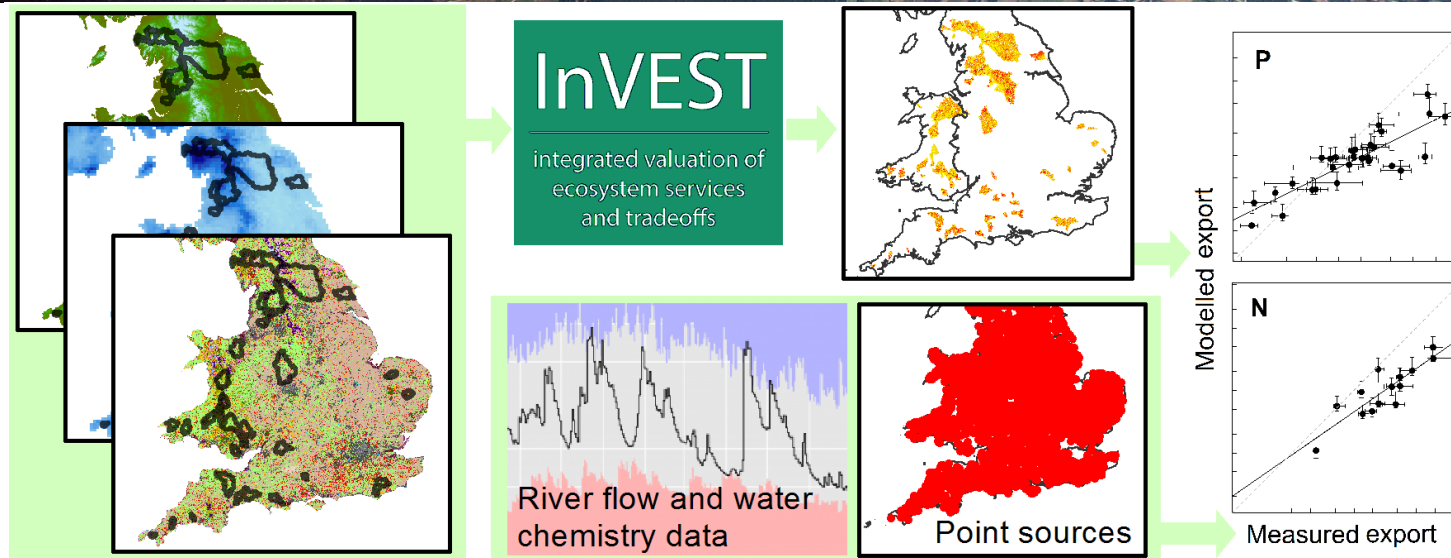 InVEST
integrated valuation of
ecosystem services
and tradeoffs
River flow and water
chemistry data
Point sources
P
N
Modelled export
Measured export